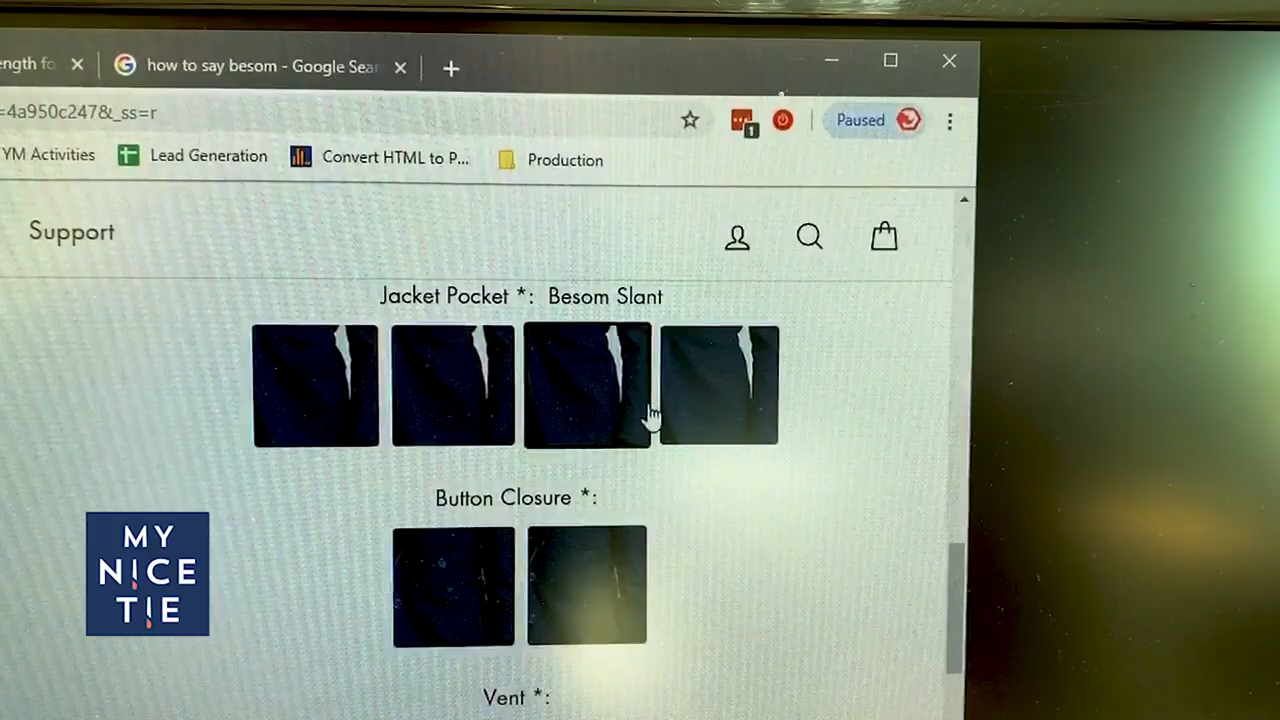 ength fo
how to say besom - Google Sear
=4a950c247&_ss=r
1
Paused
YM Activities
Lead Generation
Convert HTML to P...
Production
Support
Jacket Pocket *: Besom Slant
Button Closure *:
MY
NICE
TIE
Vent *: